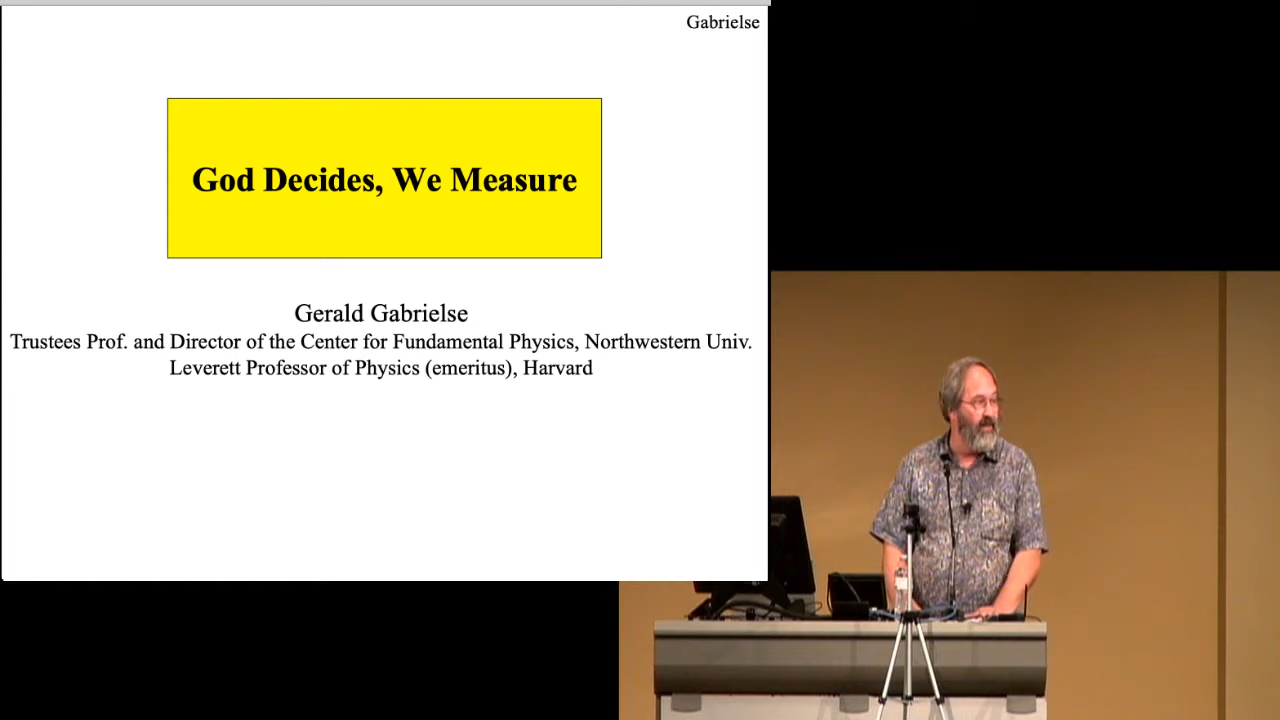 Gabrielse
God Decides, We Measure
Gerald Gabrielse
Trustees Prof. and Director of the Center for Fundamental Physics, Northwestern Univ.
Leverett Professor of Physics (emeritus), Harvard